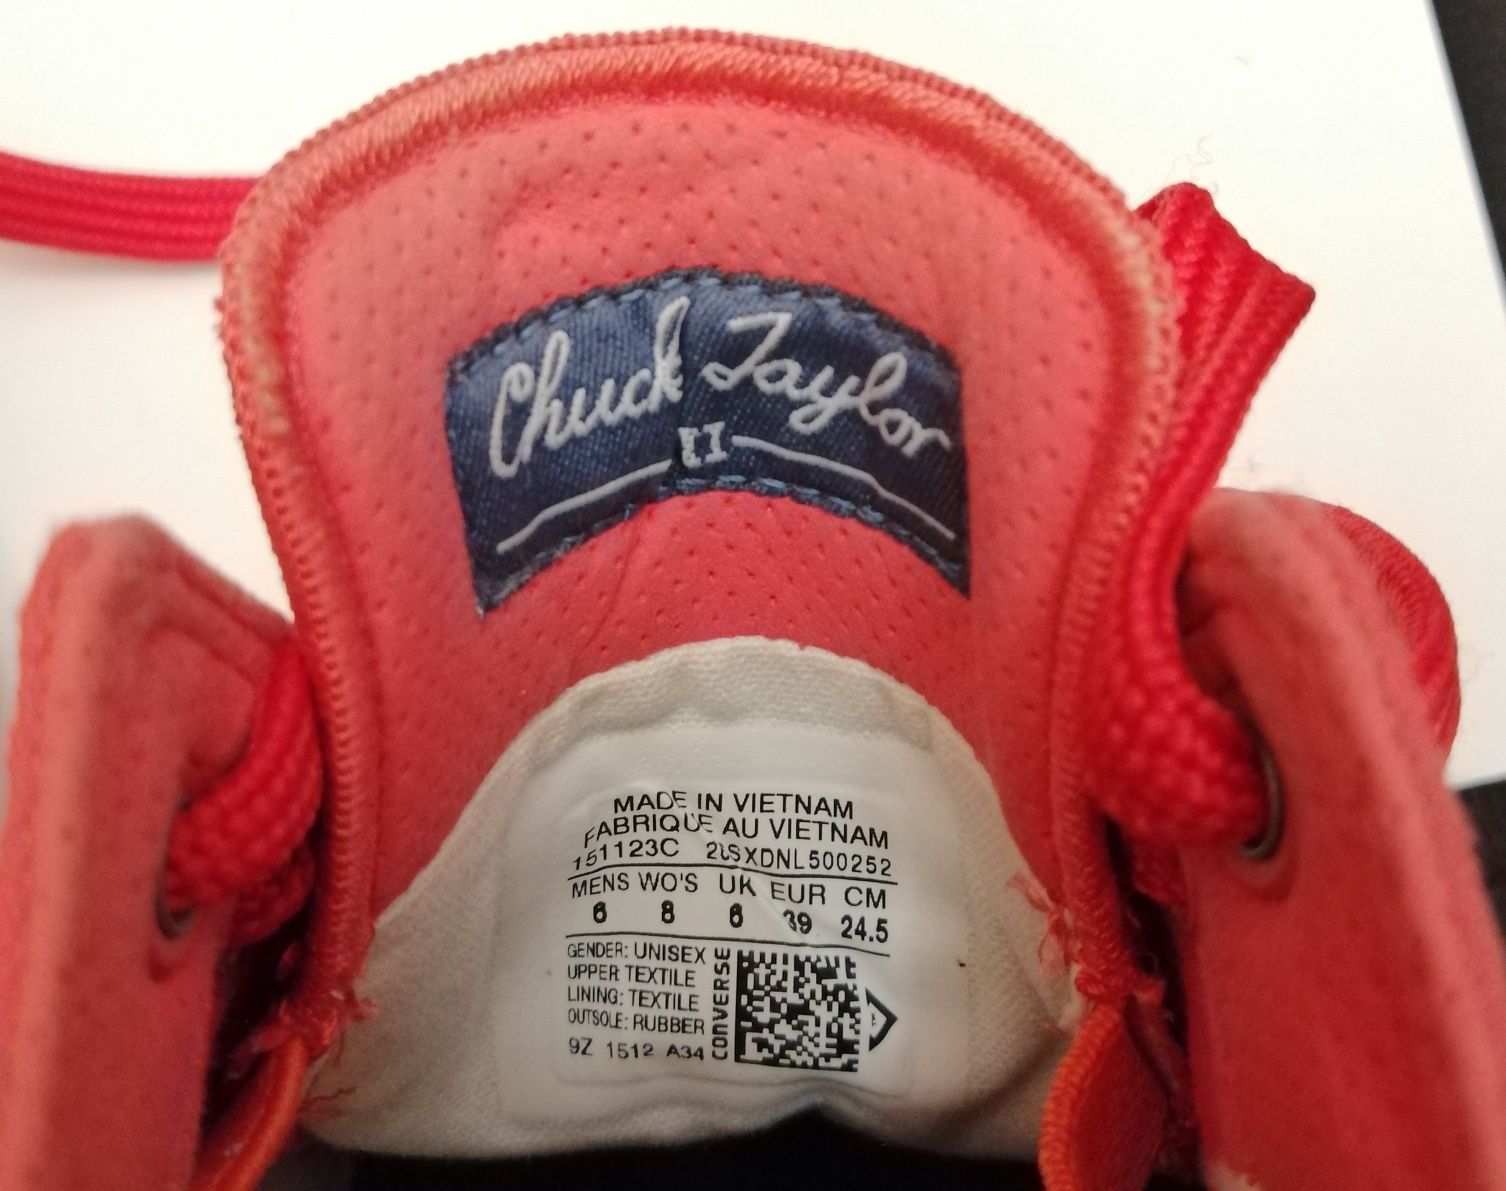 Chuck Taylor
II
MADE IN VIETNAM
FABRIQUE AU VIETNAM
151123C
MENS WO'S UK EUR CM
6 8 6 39 24.5
GENDER: UNISEX
UPPER TEXTILE
LINING: TEXTILE
OUTSOLE: RUBBER
9Z 1512 A34
CONVERSE